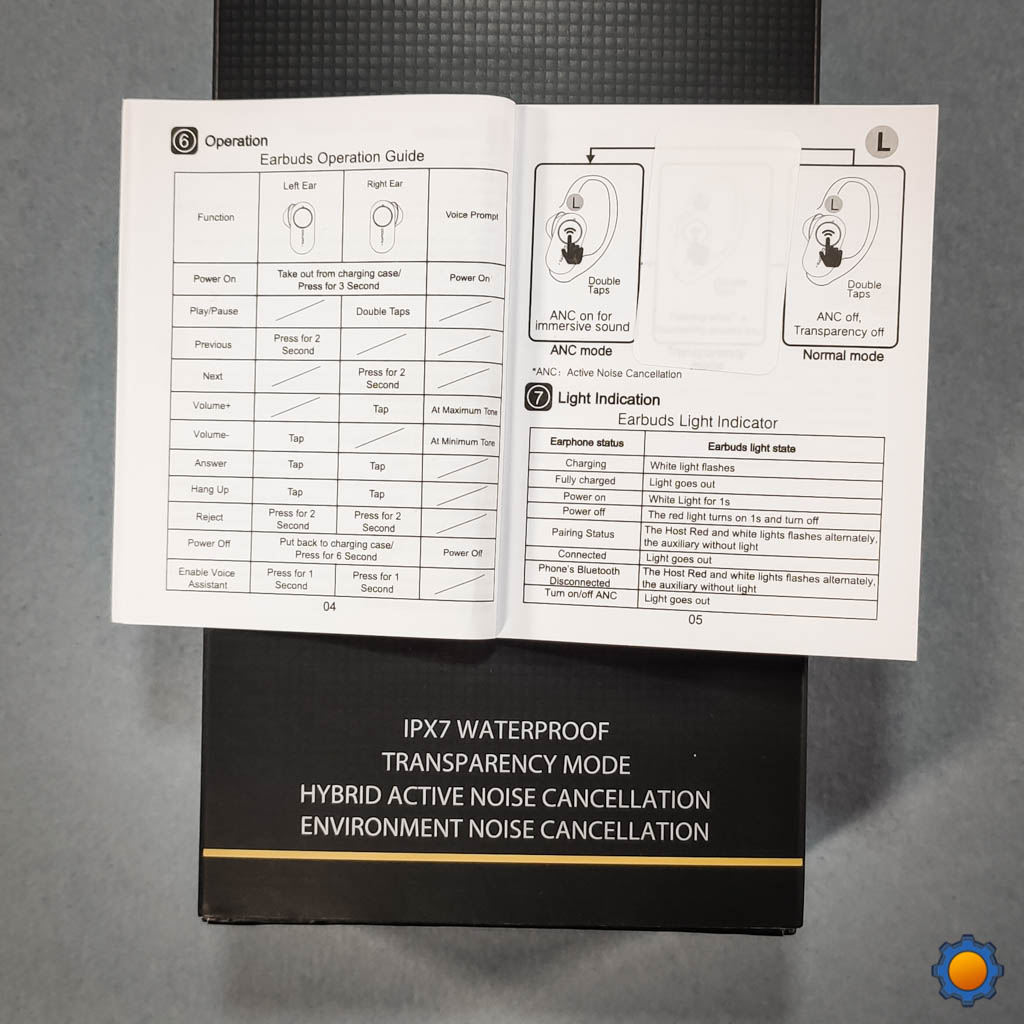 6 Operation
Earbuds Operation Guide
Function
Left Ear
Right Ear
Voice Prompt
Power On
Take out from charging case/
Press for 3 Second
Power On
Play/Pause
Double Taps
Previous
Press for 2
Second
Next
Press for 2
Second
Volume+
Tap
At Maximum Tone
Volume-
Tap
At Minimum Tone
Answer
Tap
Tap
Hang Up
Tap
Tap
Reject
Press for 2
Second
Press for 2
Second
Power Off
Put back to charging case/
Press for 6 Second
Power Off
Enable Voice
Assistant
Press for 1
Second
Press for 1
Second
04
L
L
Double
Taps
ANC on for
immersive sound
ANC mode
L
Double
Taps
ANC off,
Transparency off
Normal mode
*ANC: Active Noise Cancellation
7 Light Indication
Earbuds Light Indicator
Earphone status
Earbuds light state
Charging
White light flashes
Fully charged
Light goes out
Power on
White Light for 1s
Power off
The red light turns on 1s and turn off
Pairing Status
The Host Red and white lights flashes alternately,
the auxiliary without light
Connected
Light goes out
Phone's Bluetooth
Disconnected
The Host Red and white lights flashes alternately,
the auxiliary without light
Turn on/off ANC
Light goes out
05
IPX7 WATERPROOF
TRANSPARENCY MODE
HYBRID ACTIVE NOISE CANCELLATION
ENVIRONMENT NOISE CANCELLATION